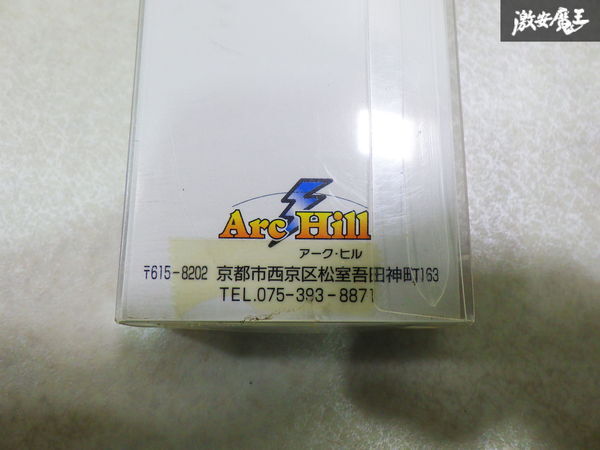 激安魔王
Arc Hill
アーク・ヒル
〒615-8202 京都市西京区松室吾田神町163
TEL.075-393-8871